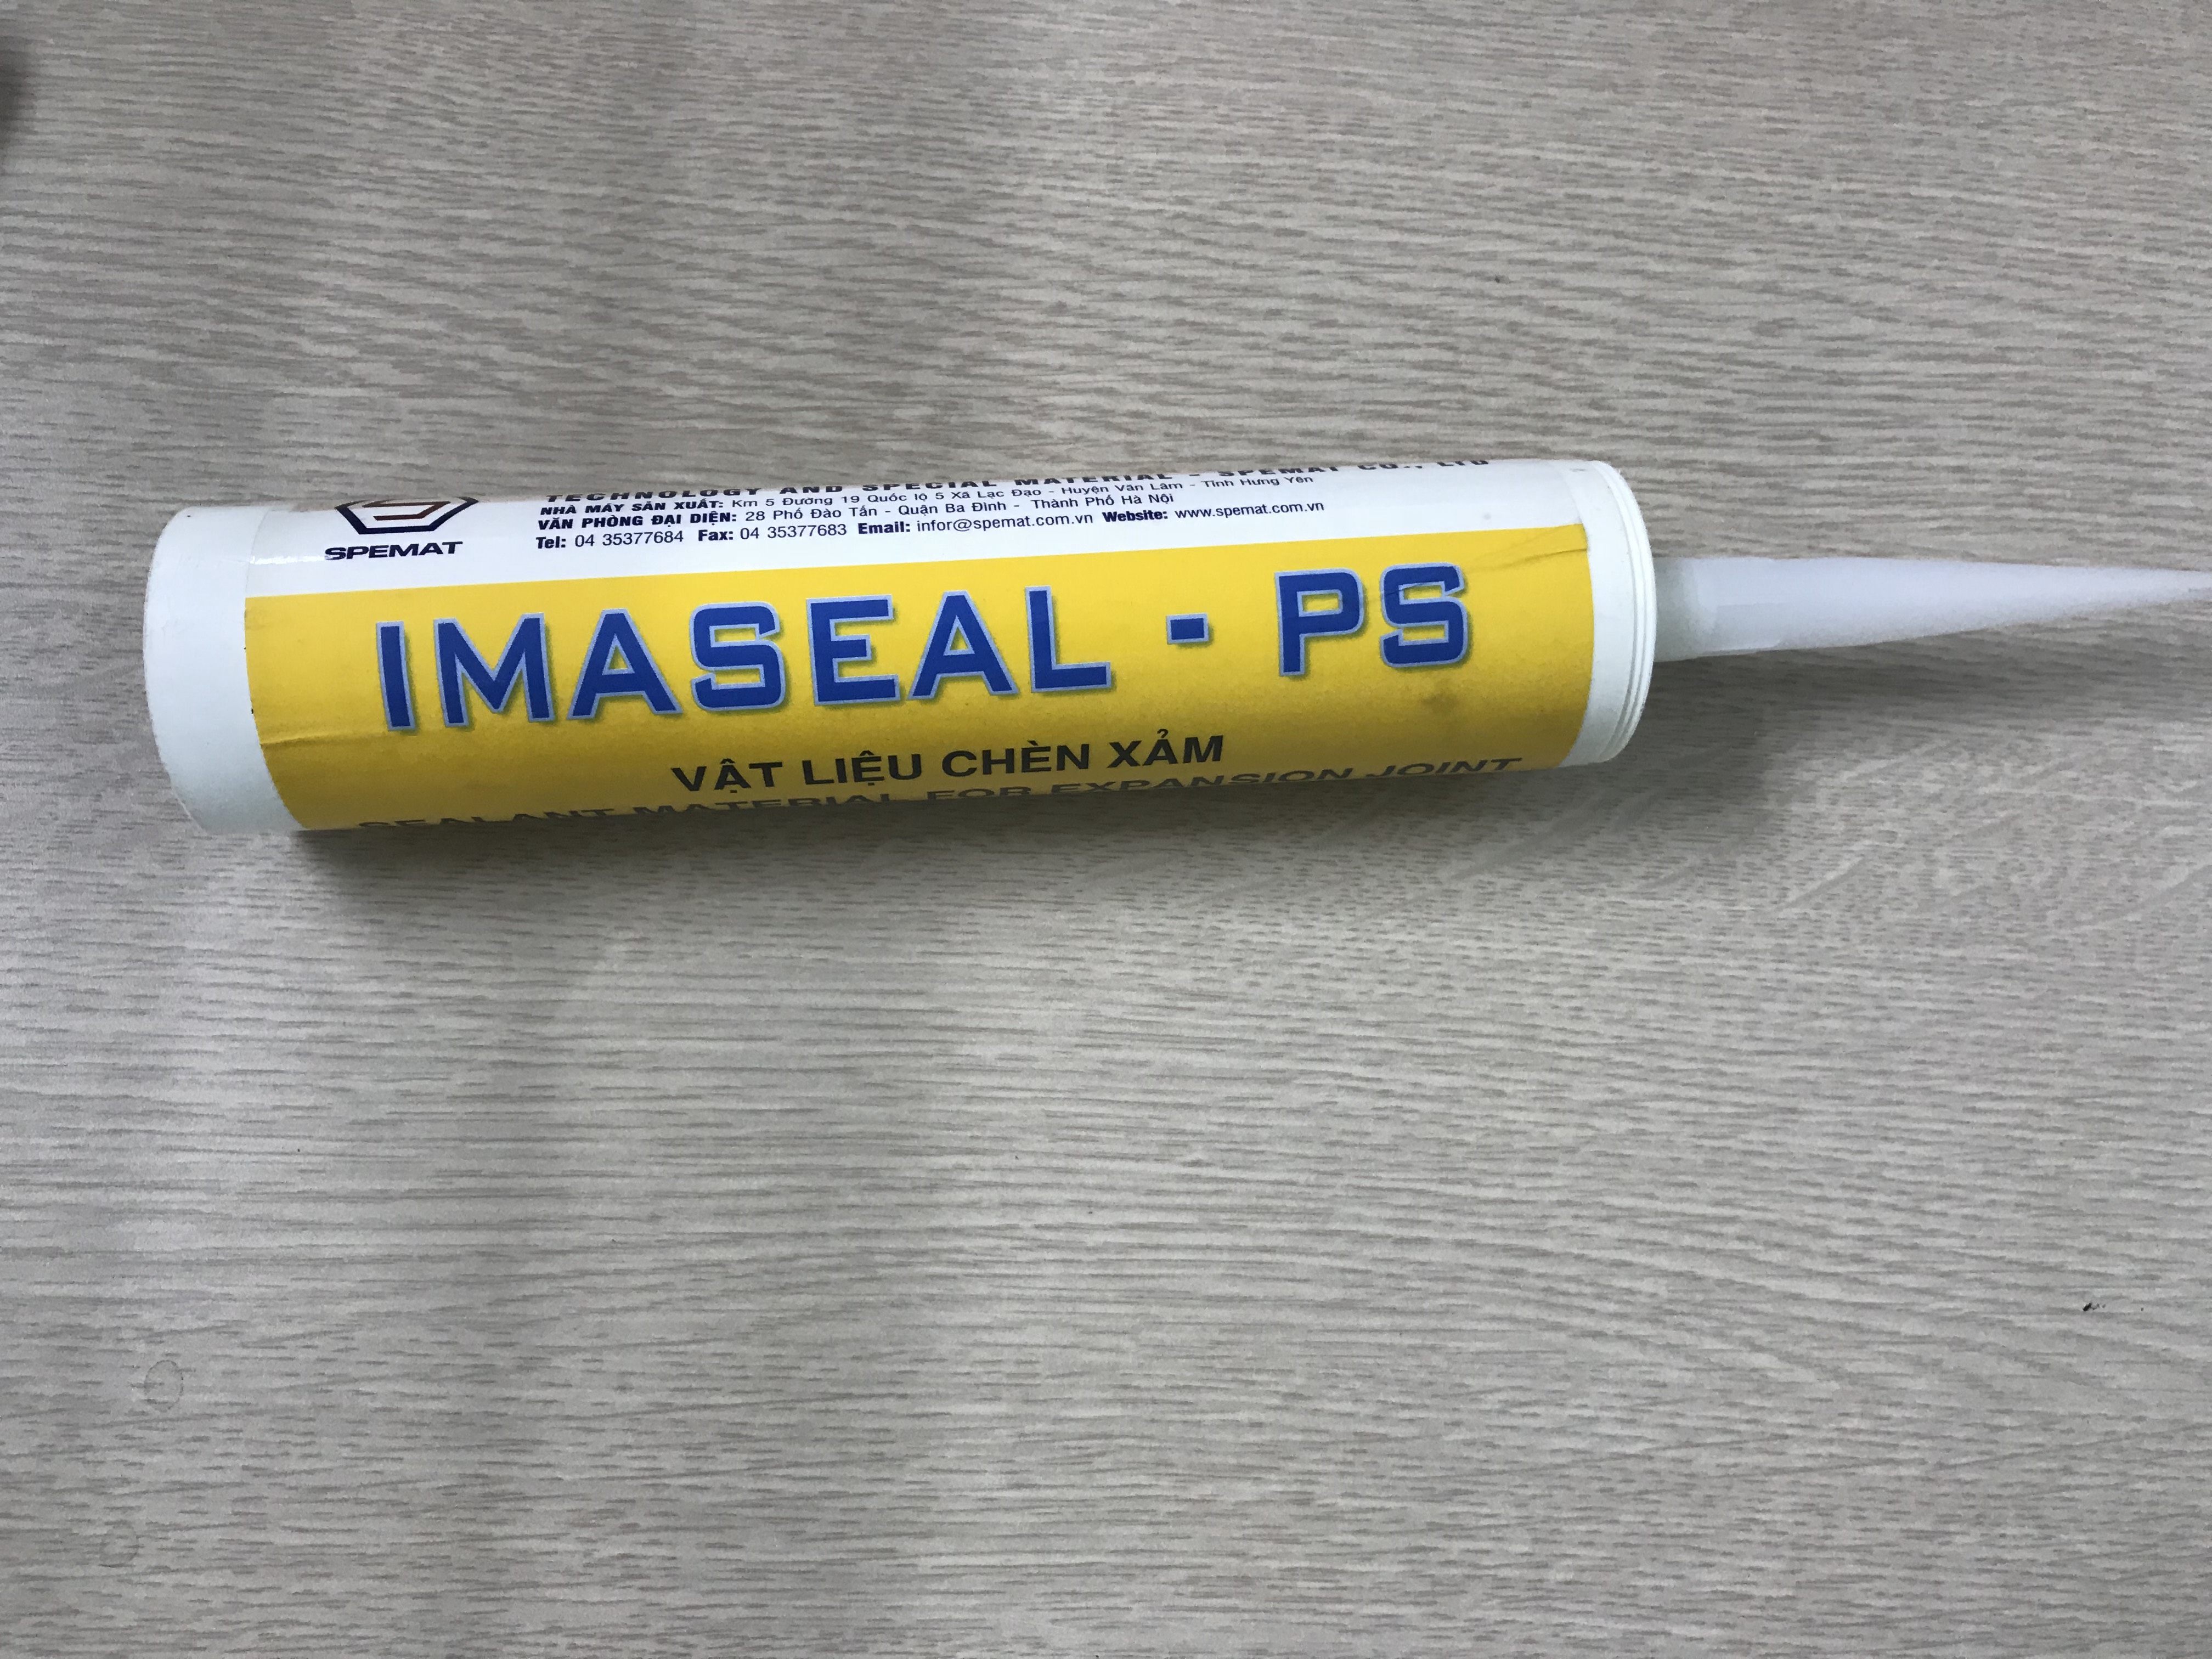 TECHNOLOGY AND SPECIAL MATERIAL - SPEMAT CO., LTD
NHÀ MÁY SẢN XUẤT: Km 5 Đường 19 Quốc lộ 5 Xã Lạc Đạo - Huyện Văn Lâm - Tỉnh Hưng Yên
VĂN PHÒNG ĐẠI DIỆN: 28 Phố Đào Tấn - Quận Ba Đình - Thành Phố Hà Nội
Tel: 04 35377684 Fax: 04 35377683 Email: infor@spemat.com.vn Website: www.spemat.com.vn
SPEMAT
IMASEAL - PS
VẬT LIỆU CHÈN XẢM
SEALANT MATERIAL FOR EXPANSION JOINT